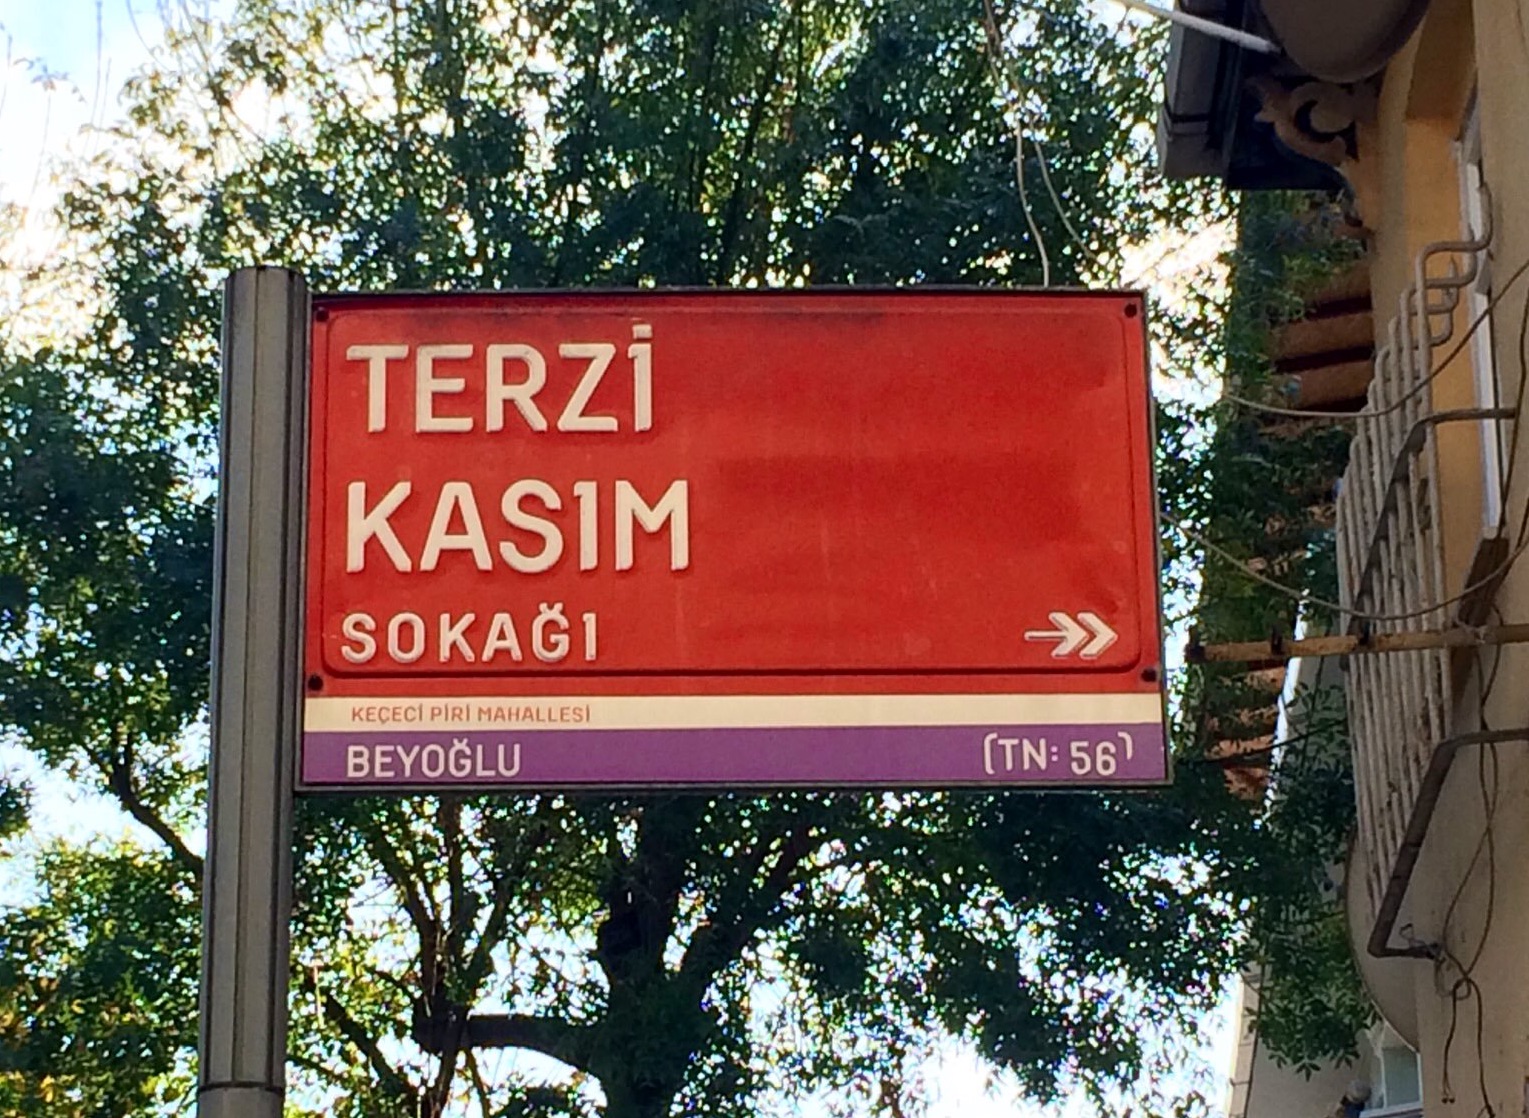 TERZİ
KASIM
SOKAĞI
KEÇECİ PİRİ MAHALLESİ
BEYOĞLU (TN: 56)